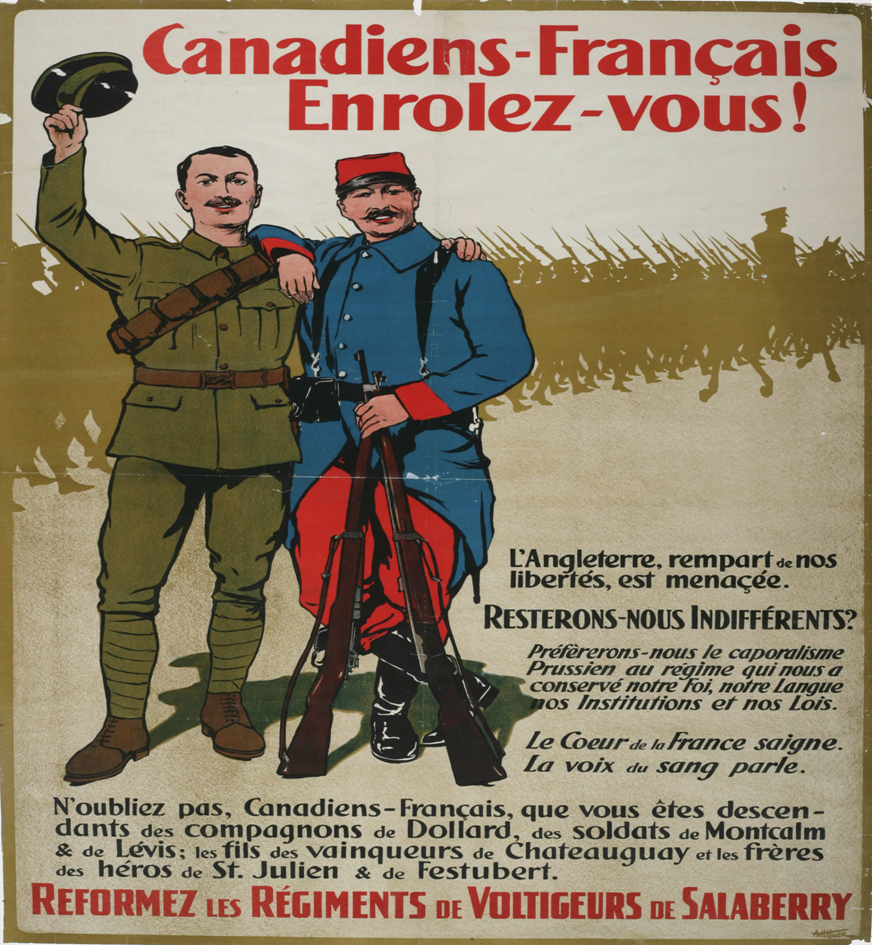 Canadiens-Français
Enrolez-vous!
L'Angleterre, rempart de nos
libertés, est menaçée.
RESTERONS-NOUS INDIFFÉRENTS?
Préfèrerons-nous le caporalisme
Prussien au régime qui nous a
conservé notre Foi, notre Langue
nos Institutions et nos Lois.
Le Coeur de la France saigne.
La voix du sang parle.
N'oubliez pas, Canadiens-Français, que vous êtes descen-
dants des compagnons de Dollard, des soldats de Montcalm
& de Lévis; les fils des vainqueurs de Chateauguay et les frères
des héros de St. Julien & de Festubert.
REFORMEZ LES RÉGIMENTS DE VOLTIGEURS DE SALABERRY